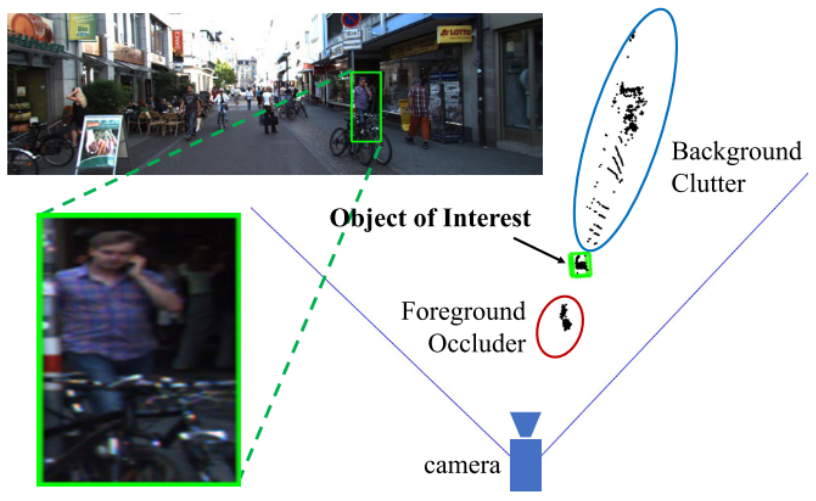 LOTTO
Background
Clutter
Object of Interest
Foreground
Occluder
camera